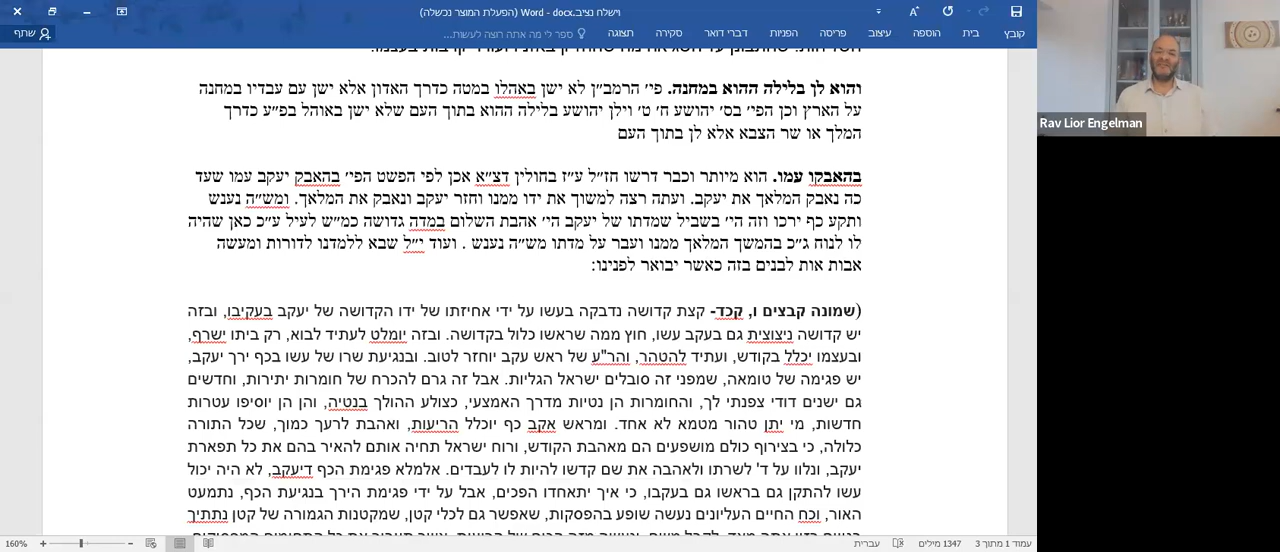 וישלח נציב.docx - Word (הפעלת המוצר נכשלה)
קובץ בית הוספה עיצוב פריסה הפניות דברי דואר סקירה תצוגה ספר לי מה אתה רוצה לעשות... שתף
Rav Lior Engelman
והוא לן בלילה ההוא במחנה. פי׳ הרמב״ן לא ישן באהלו במטה כדרך האדון אלא ישן עם עבדיו במחנה
על הארץ וכן הפי׳ בס׳ יהושע ח׳ ט׳ וילן יהושע בלילה ההוא בתוך העם שלא ישן באוהל בפ״ע כדרך
המלך או שר הצבא אלא לן בתוך העם
בהאבקו עמו. הוא מיותר וכבר דרשו חז״ל ע״ז בחולין דצ״א אכן לפי הפשט הפי׳ בהאבק יעקב עמו שעד
כה נאבק המלאך את יעקב. ועתה רצה למשוך את ידו ממנו וחזר יעקב ונאבק את המלאך. ומש״ה נענש
ותקע כף ירכו וזה הי׳ בשביל שמדתו של יעקב הי׳ אהבת השלום במדה גדושה כמ״ש לעיל ע״כ כאן שהיה
לו לנוח ג״כ בהמשך המלאך ממנו ועבר על מדתו מש״ה נענש . ועוד י״ל שבא ללמדנו לדורות ומעשה
אבות אות לבנים בזה כאשר יבואר לפנינו:
(שמונה קבצים ו, קכד- קצת קדושה נדבקה בעשו על ידי אחיזתו של ידו הקדושה של יעקב בעקיבו, ובזה
יש קדושה ניצוצית גם בעקב עשו, חוץ ממה שראשו כלול בקדושה. ובזה יומלט לעתיד לבוא, רק ביתו ישרף,
ובעצמו יכלל בקודש, ועתיד להטהר, והר"ע של ראש עקב יוחזר לטוב. ובנגיעת שרו של עשו בכף ירך יעקב,
יש פגימה של טומאה, שמפני זה סובלים ישראל הגליות. אבל זה גרם להכרח של חומרות יתירות, וחדשים
גם ישנים דודי צפנתי לך, והחומרות הן נטיות מדרך האמצעי, כצולע ההולך בנטיה, והן הן יוסיפו עטרות
חדשות, מי יתן טהור מטמא לא אחד. ומראש אקב כף יוכלל הריעות, ואהבת לרעך כמוך, שכל התורה
כלולה, כי בצירוף כולם מושפעים הם מאהבת הקודש, ורוח ישראל תחיה אותם להאיר בהם את כל תפארת
יעקב, ונלוו על ד' לשרתו ולאהבה את שם קדשו להיות לו לעבדים. אלמלא פגימת הכף דיעקב, לא היה יכול
עשו להתקן גם בראשו גם בעקבו, כי איך יתאחדו הפכים, אבל על ידי פגימת הירך בנגיעת הכף, נתמעט
האור, וכח החיים העליונים נעשה שופע בהפסקות, שאפשר גם לכלי קטן, שמקטנות הגמורה של קטן נתתיך
עמוד 1 מתוך 3 1347 מילים עברית 160%